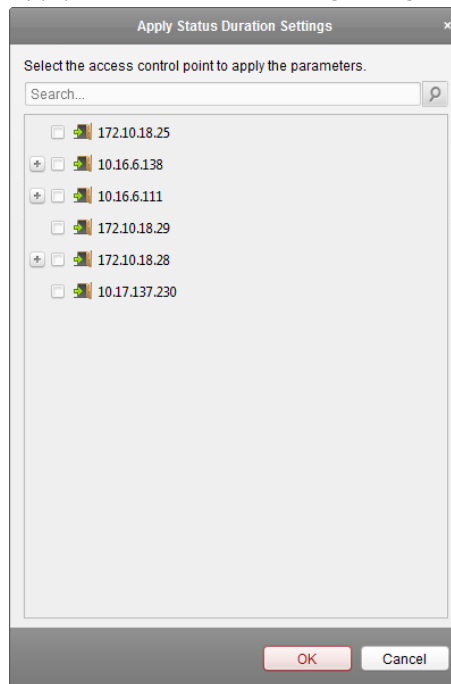 Apply Status Duration Settings
Select the access control point to apply the parameters.
Search...
172.10.18.25
10.16.6.138
10.16.6.111
172.10.18.29
172.10.18.28
10.17.137.230
OK Cancel